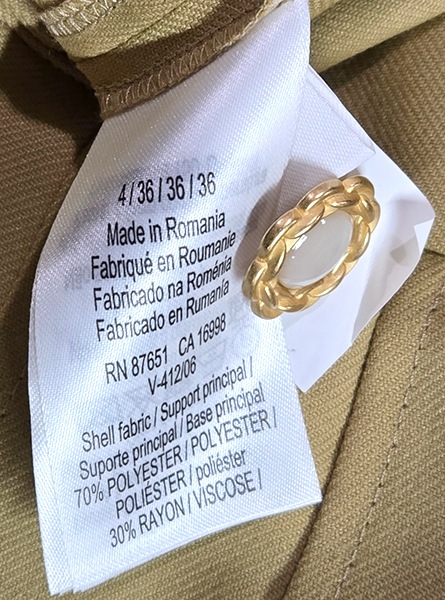 4 / 36 / 36 / 36
Made in Romania
Fabriqué en Roumanie
Fabricado na Roménia
Fabricado en Rumanía
RN 87651 CA 16998
V-412/06
Shell fabric / Support principal /
Suporte principal / Base principal
70% POLYESTER / POLYESTER /
POLIÉSTER / poliéster
30% RAYON / VISCOSE /